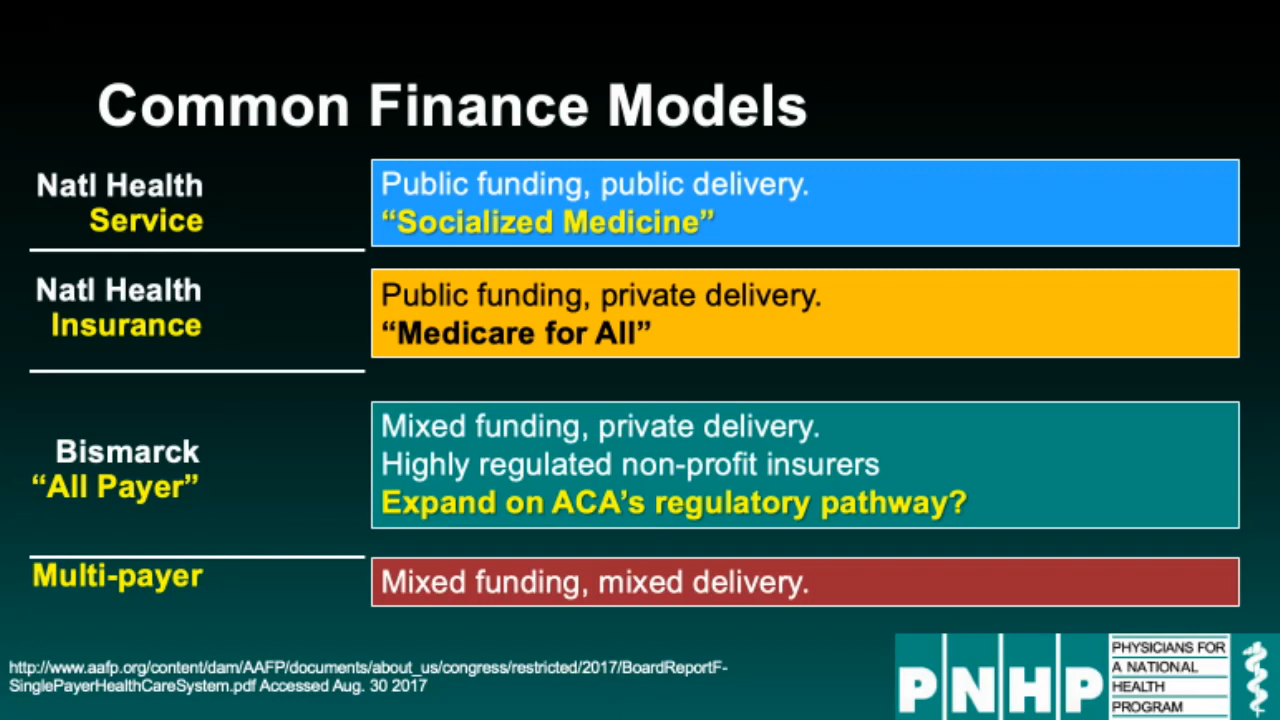 Common Finance Models
Natl Health
Service
Public funding, public delivery.
“Socialized Medicine”
Natl Health
Insurance
Public funding, private delivery.
“Medicare for All”
Bismarck
“All Payer”
Mixed funding, private delivery.
Highly regulated non-profit insurers
Expand on ACA’s regulatory pathway?
Multi-payer
Mixed funding, mixed delivery.
http://www.aafp.org/content/dam/AAFP/documents/about_us/congress/restricted/2017/BoardReportF-
SinglePayerHealthCareSystem.pdf Accessed Aug. 30 2017
PNHP
PHYSICIANS FOR
A NATIONAL
HEALTH
PROGRAM